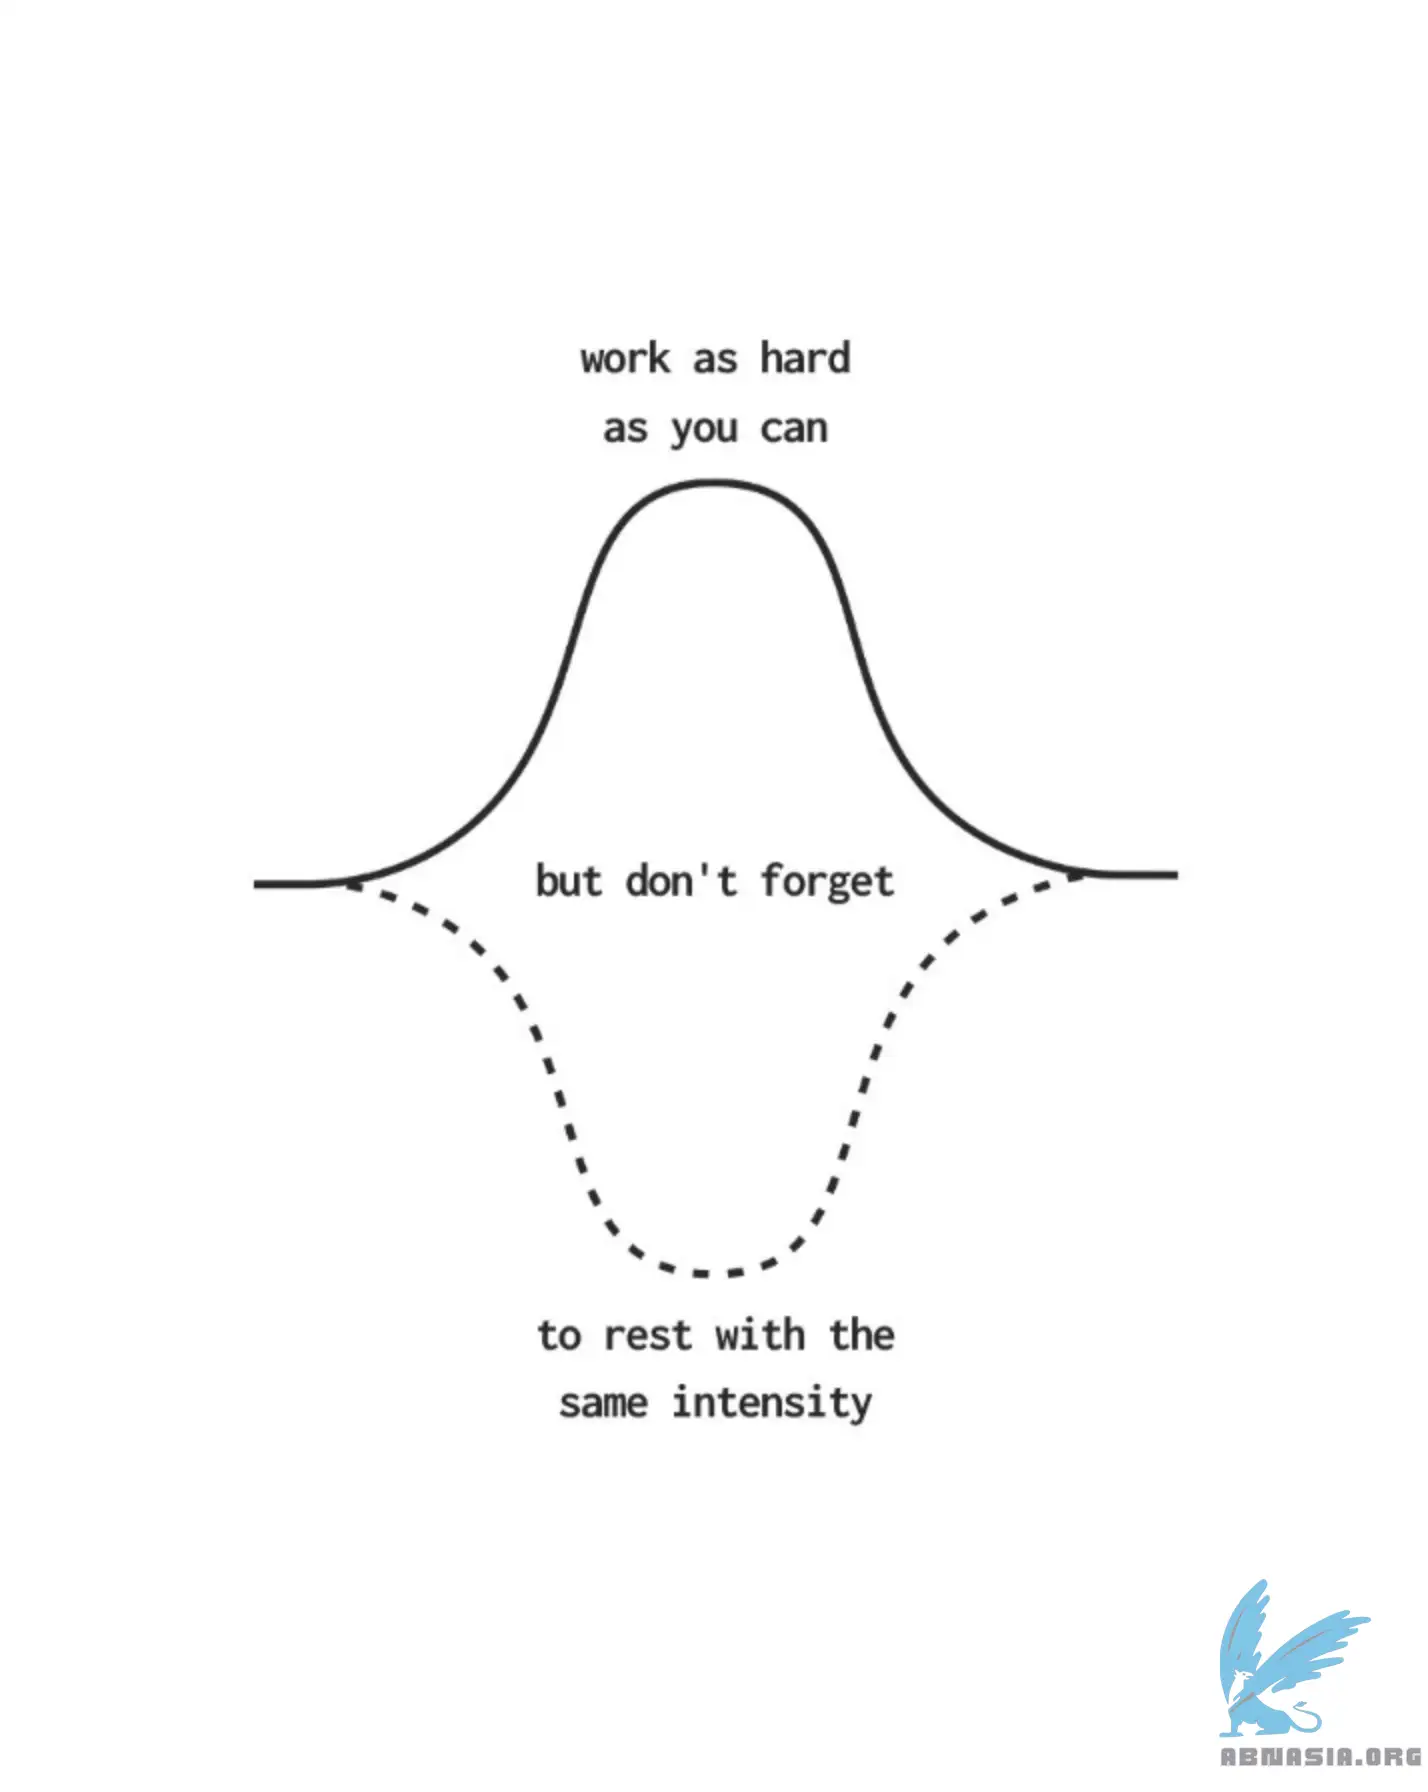 work as hard
as you can
but don't forget
to rest with the
same intensity
ABNASIA.ORG